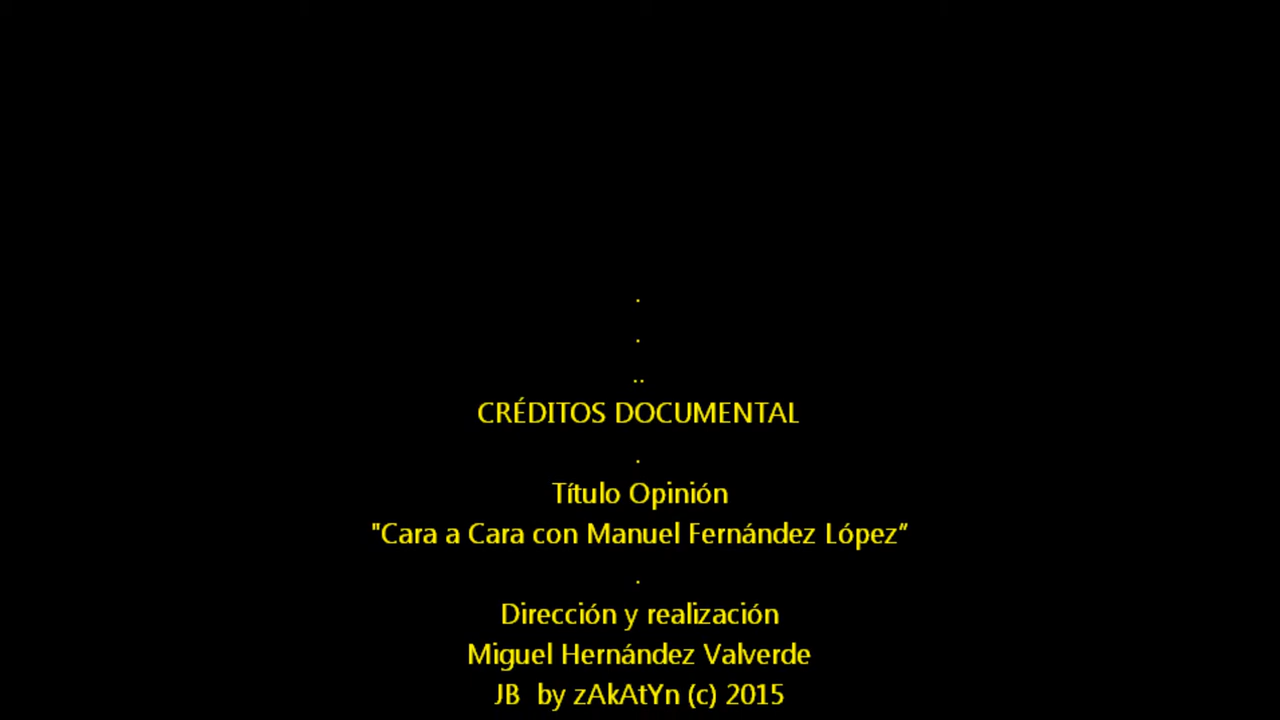 .
.
..
CRÉDITOS DOCUMENTAL
.
Título Opinión
"Cara a Cara con Manuel Fernández López”
.
Dirección y realización
Miguel Hernández Valverde
JB  by zAkAtYn (c) 2015